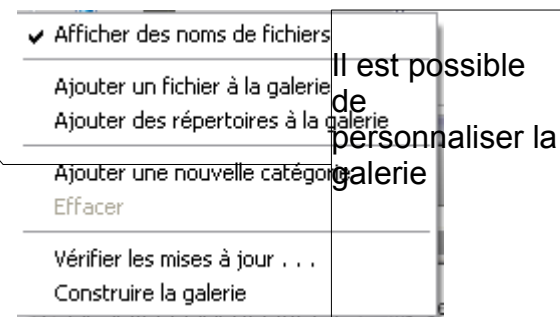 Afficher des noms de fichiers
Ajouter un fichier à la galerie
Ajouter des répertoires à la galerie
Ajouter une nouvelle catégorie
Effacer
Vérifier les mises à jour . . .
Construire la galerie
Il est possible
de
personnaliser la
galerie